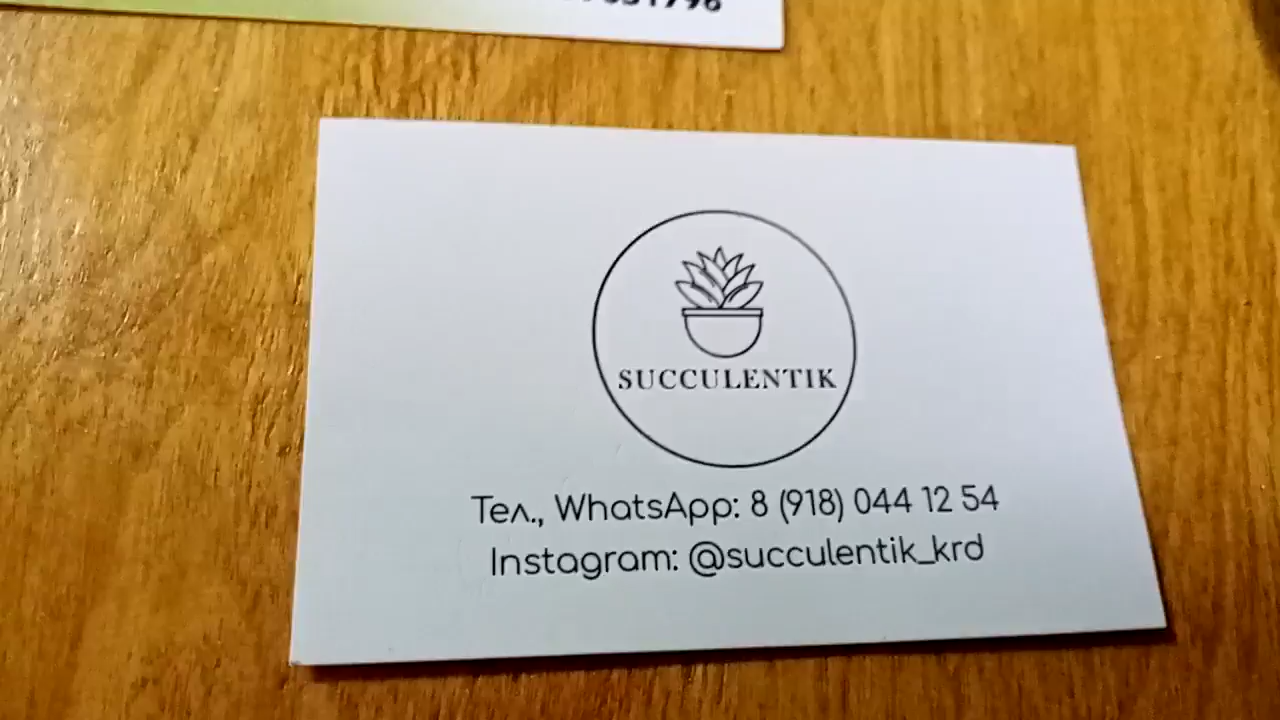 SUCCULENTIK
Тел., WhatsApp: 8 (918) 044 12 54
Instagram: @succulentik_krd